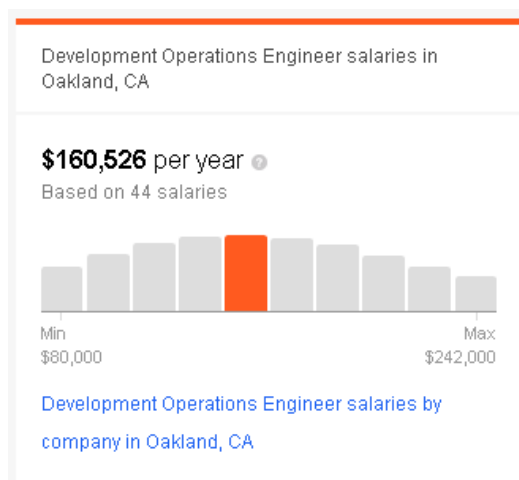 Development Operations Engineer salaries in
Oakland, CA
$160,526 per year ?
Based on 44 salaries
Min Max
$80,000 $242,000
Development Operations Engineer salaries by
company in Oakland, CA